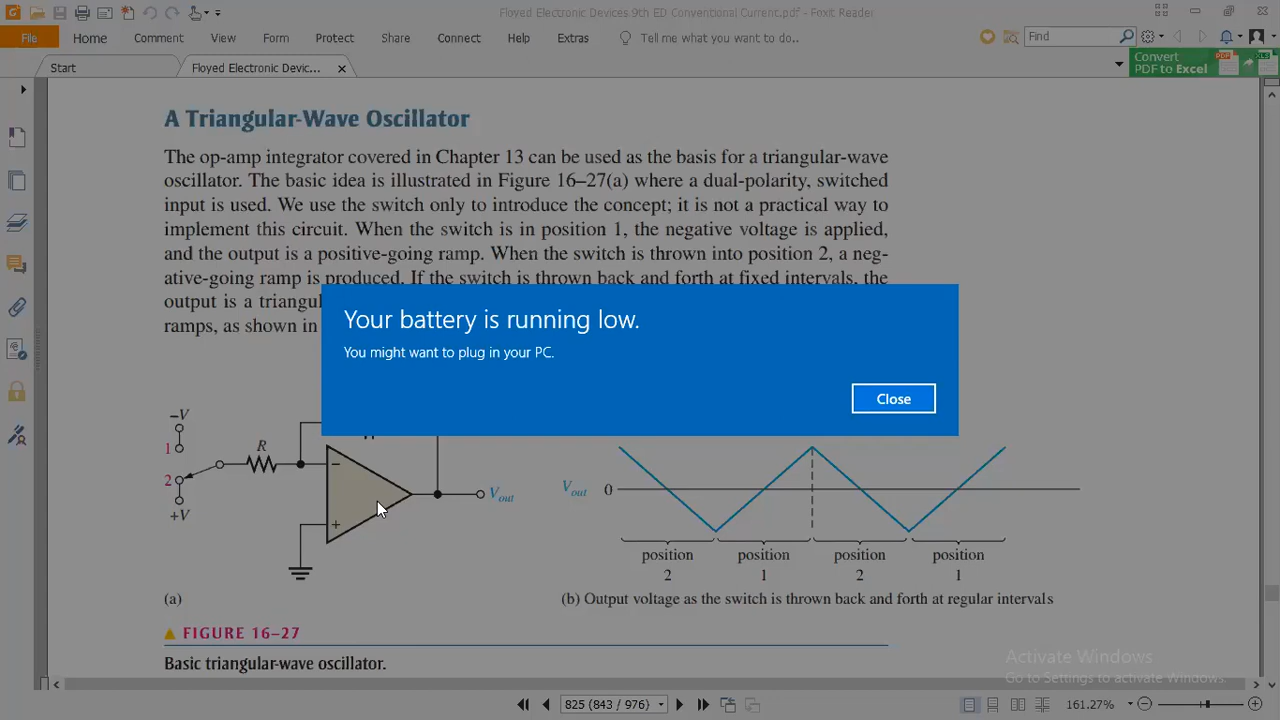 Floyed Electronic Devices.9th ED Conventional Current.pdf - Foxit Reader
File Home Comment View Form Protect Share Connect Help Extras Tell me what you want to do.. Find
Start Floyed Electronic Devic...
Convert
PDF to Excel
A Triangular-Wave Oscillator
The op-amp integrator covered in Chapter 13 can be used as the basis for a triangular-wave
oscillator. The basic idea is illustrated in Figure 16–27(a) where a dual-polarity, switched
input is used. We use the switch only to introduce the concept; it is not a practical way to
implement this circuit. When the switch is in position 1, the negative voltage is applied,
and the output is a positive-going ramp. When the switch is thrown into position 2, a neg-
ative-going ramp is produced. If the switch is thrown back and forth at fixed intervals, the
output is a triangul
ramps, as shown in
Your battery is running low.
You might want to plug in your PC.
Close
–V
1
2
+V
R
–
+
Vout
Vout 0
position position position position
2 1 2 1
(a)
(b) Output voltage as the switch is thrown back and forth at regular intervals
FIGURE 16–27
Basic triangular-wave oscillator.
Activate Windows
Go to Settings to activate Windows.
825 (843 / 976) 161.27%